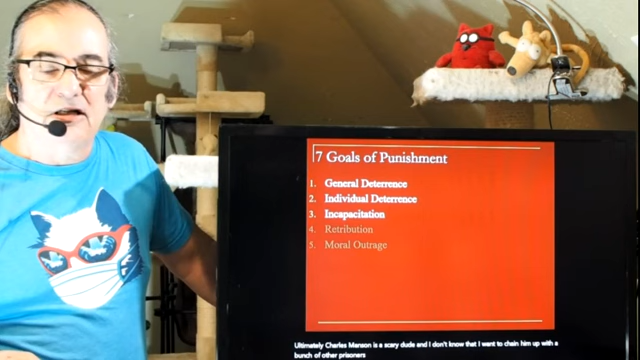 7 Goals of Punishment
1. General Deterrence
2. Individual Deterrence
3. Incapacitation
4. Retribution
5. Moral Outrage
Ultimately Charles Manson is a scary dude and I don't know that I want to chain him up with a
bunch of other prisoners